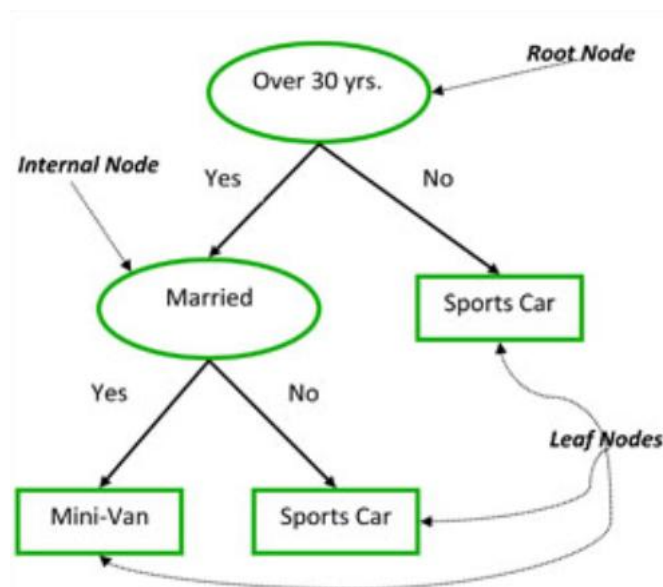 Root Node
Over 30 yrs.
Internal Node
Yes
No
Married
Sports Car
Yes
No
Leaf Nodes
Mini-Van
Sports Car